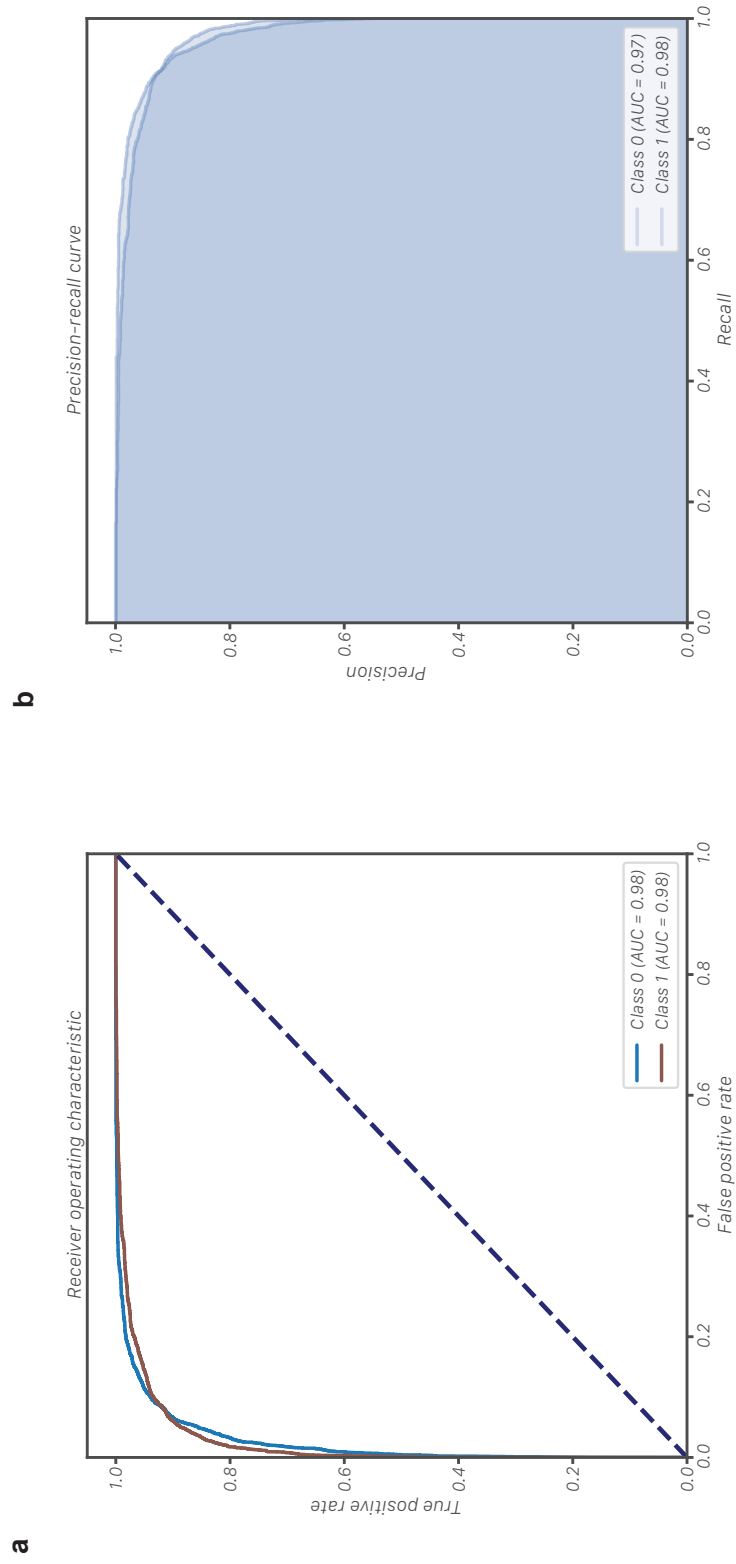 a
Receiver operating characteristic
True positive rate
1.0
0.8
0.6
0.4
0.2
0.0
0.0
0.2
0.4
0.6
0.8
1.0
False positive rate
Class 0 (AUC = 0.98)
Class 1 (AUC = 0.98)
b
Precision-recall curve
Precision
1.0
0.8
0.6
0.4
0.2
0.0
0.0
0.2
0.4
0.6
0.8
1.0
Recall
Class 0 (AUC = 0.97)
Class 1 (AUC = 0.98)